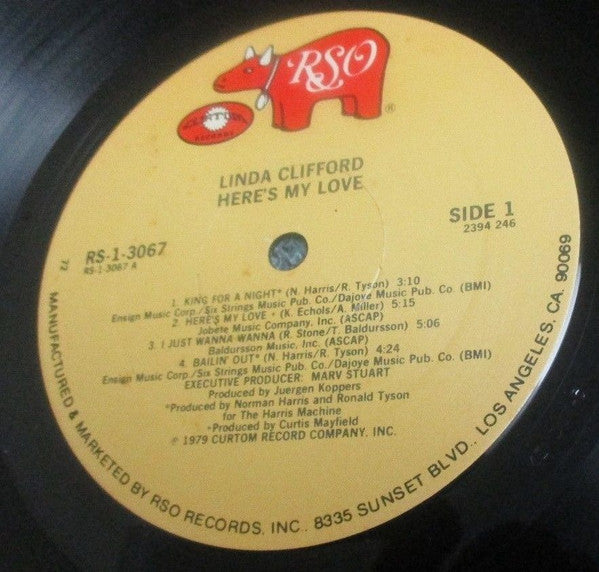 RSO
®
CURTOM
RECORDS
LINDA CLIFFORD
HERE'S MY LOVE
RS-1-3067
RS-1-3067 A
SIDE 1
2394 246
72
1. KING FOR A NIGHT* (N. Harris/R. Tyson) 3:10
Ensign Music Corp./Six Strings Music Pub. Co./Dajoye Music Pub. Co. (BMI)
2. HERE'S MY LOVE + (K. Echols/A. Miller) 5:15
Jobete Music Company, Inc. (ASCAP)
3. I JUST WANNA WANNA (R. Stone/T. Baldursson) 5:06
Baldursson Music, Inc. (ASCAP)
4. BAILIN' OUT* (N. Harris/R. Tyson) 4:24
Ensign Music Corp./Six Strings Music Pub. Co./Dajoye Music Pub. Co. (BMI)
EXECUTIVE PRODUCER: MARV STUART
Produced by Juergen Koppers
*Produced by Norman Harris and Ronald Tyson
for The Harris Machine
+Produced by Curtis Mayfield
℗ 1979 CURTOM RECORD COMPANY, INC.
MANUFACTURED & MARKETED BY RSO RECORDS, INC. 8335 SUNSET BLVD., LOS ANGELES, CA. 90069